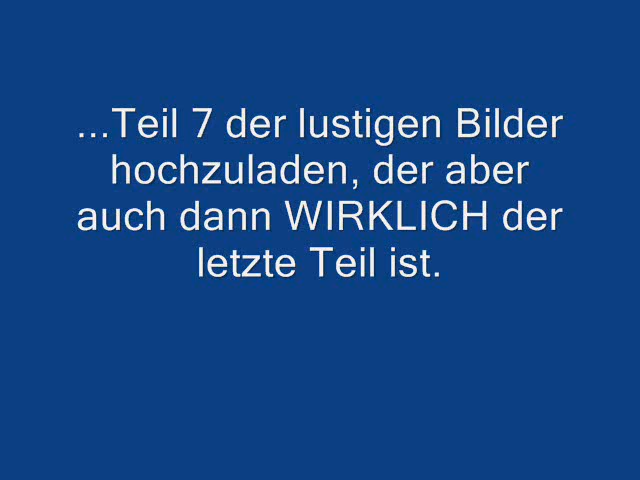 ...Teil 7 der lustigen Bilder
hochzuladen, der aber
auch dann WIRKLICH der
letzte Teil ist.